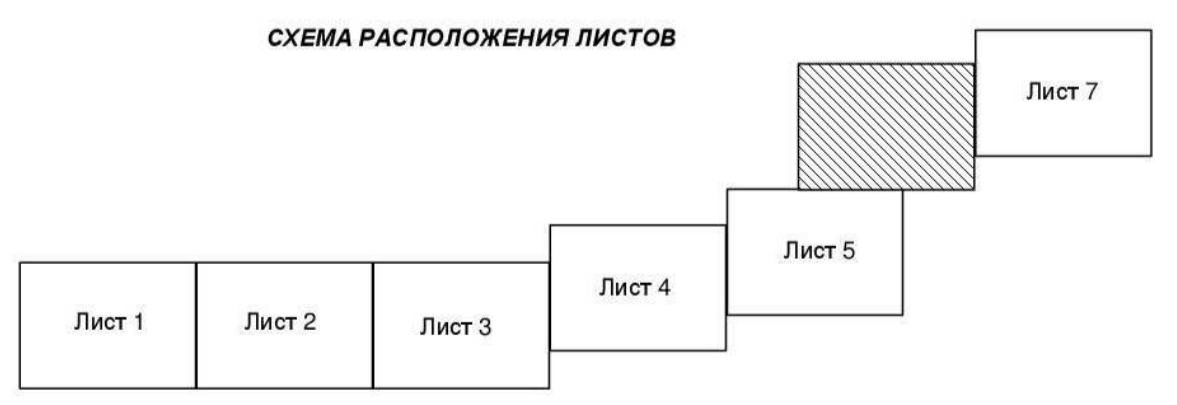 СХЕМА РАСПОЛОЖЕНИЯ ЛИСТОВ
Лист 7
Лист 5
Лист 4
Лист 1
Лист 2
Лист 3